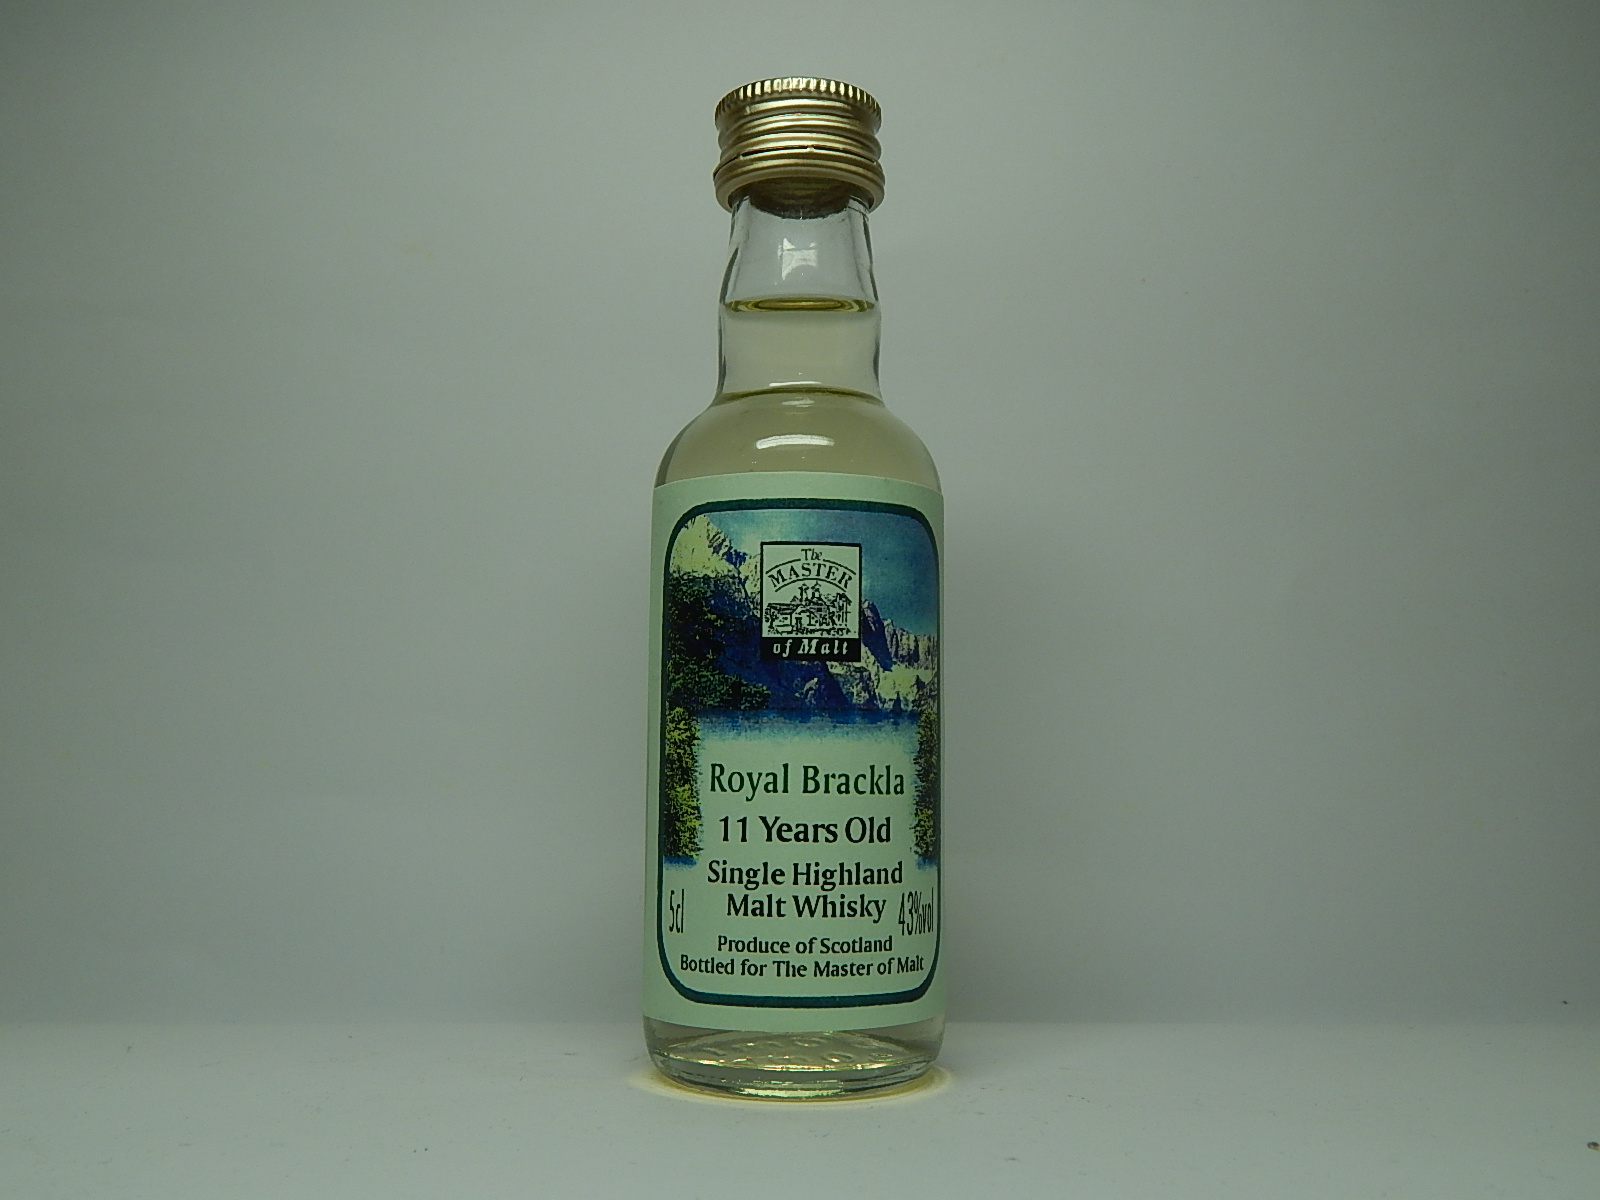 The
MASTER
of Malt
Royal Brackla
11 Years Old
Single Highland
Malt Whisky
5cl
43%vol
Produce of Scotland
Bottled for The Master of Malt